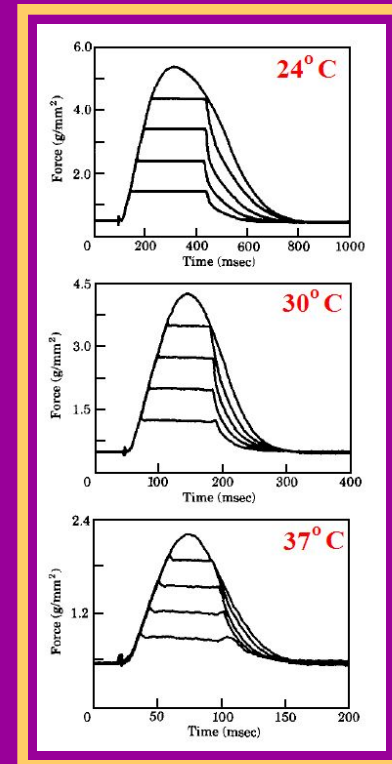 6.0
24° C
4.0
2.0
Force (g/mm²)
0 200 400 600 800 1000
Time (msec)
4.5
30° C
3.0
1.5
Force (g/mm²)
0 100 200 300 400
Time (msec)
2.4
37° C
1.2
Force (g/mm²)
0 50 100 150 200
Time (msec)